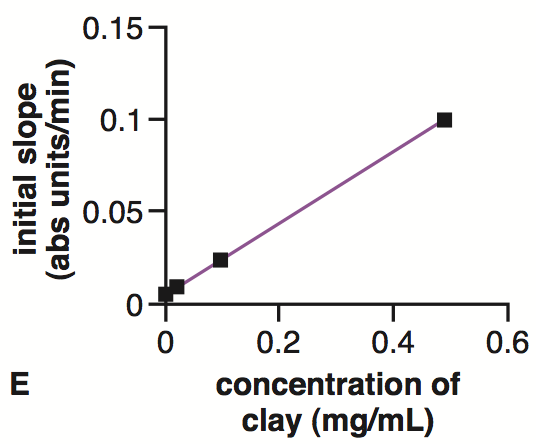 0.15
0.1
0.05
0
initial slope
(abs units/min)
0 0.2 0.4 0.6
E
concentration of
clay (mg/mL)